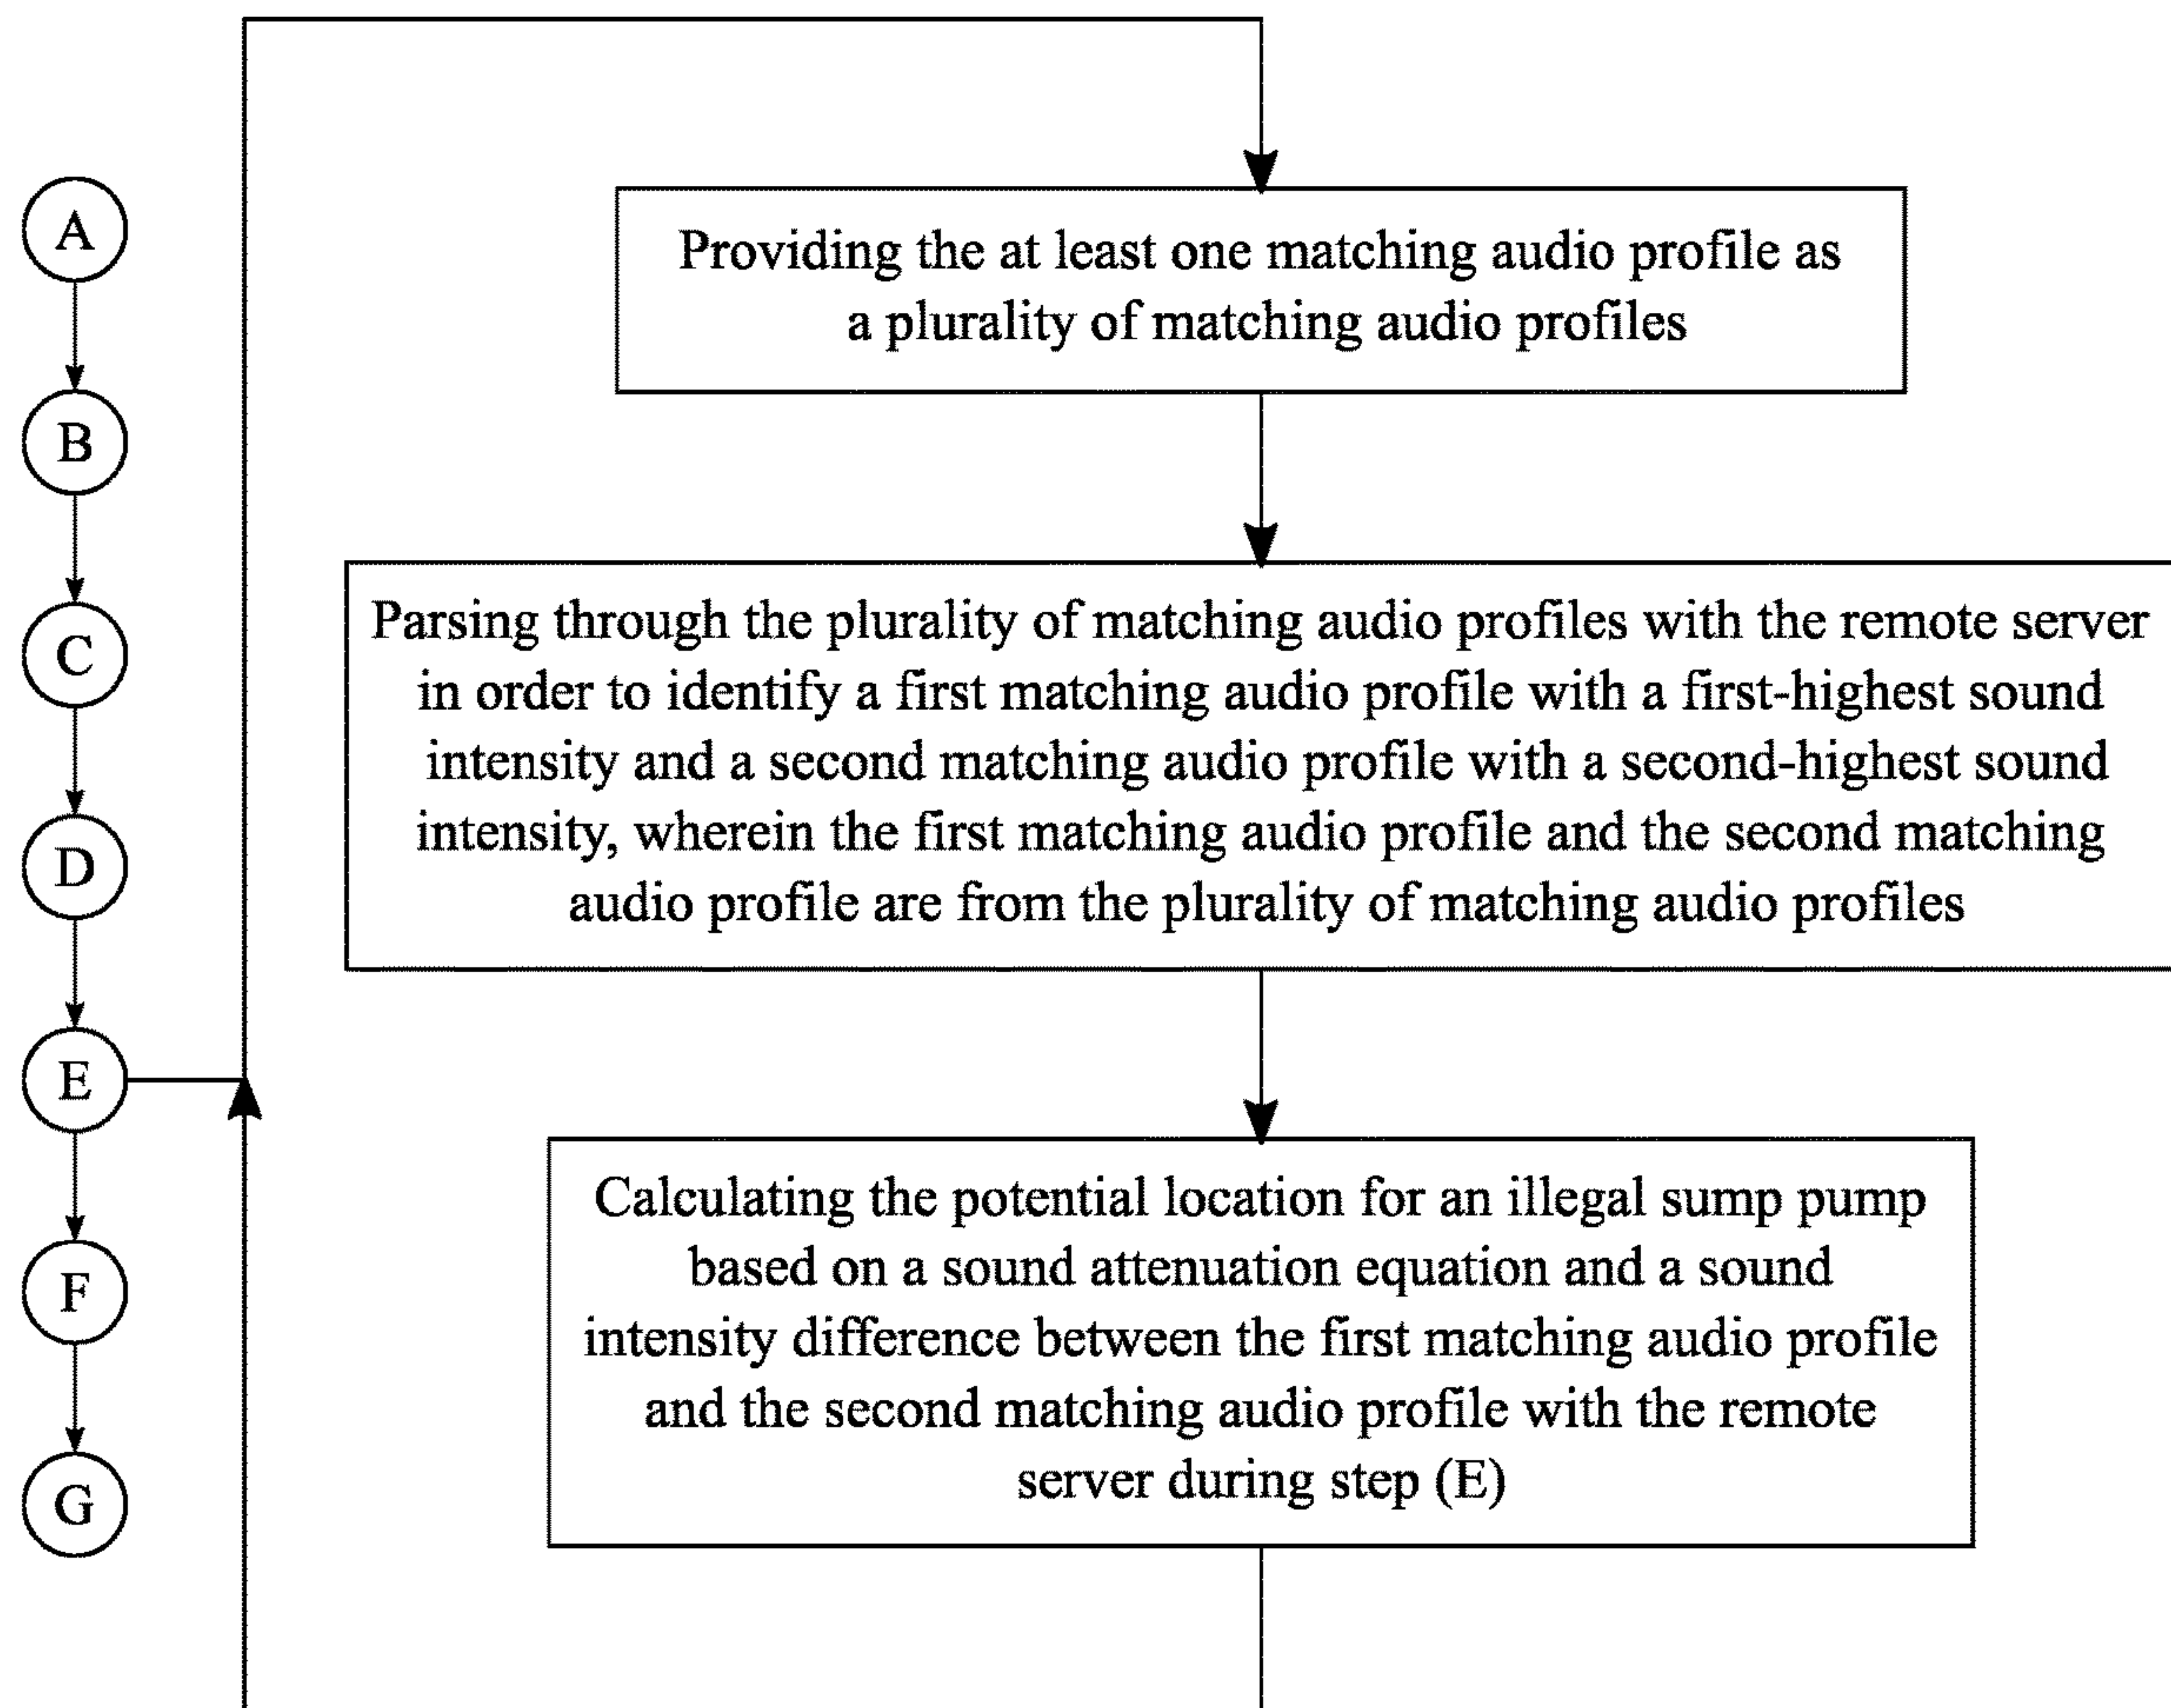 A
B
C
D
E
F
G
Providing the at least one matching audio profile as
a plurality of matching audio profiles
Parsing through the plurality of matching audio profiles with the remote server
in order to identify a first matching audio profile with a first-highest sound
intensity and a second matching audio profile with a second-highest sound
intensity, wherein the first matching audio profile and the second matching
audio profile are from the plurality of matching audio profiles
Calculating the potential location for an illegal sump pump
based on a sound attenuation equation and a sound
intensity difference between the first matching audio profile
and the second matching audio profile with the remote
server during step (E)